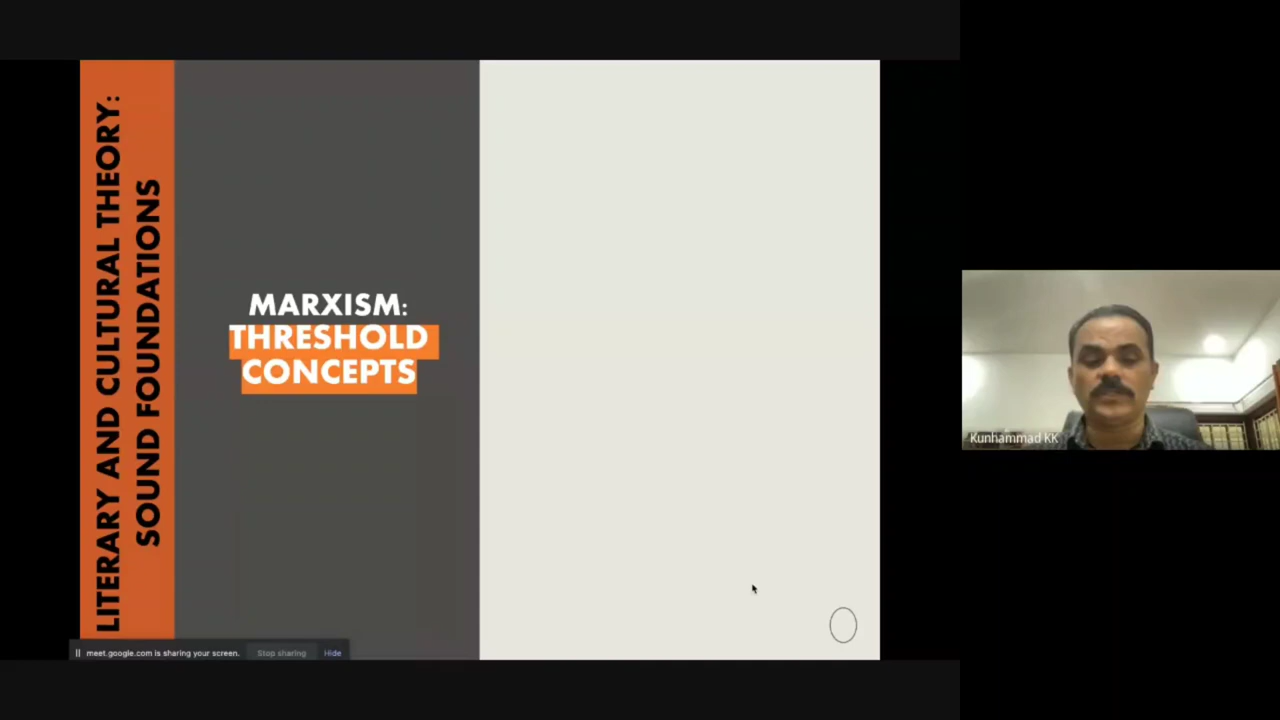 LITERARY AND CULTURAL THEORY:
SOUND FOUNDATIONS
MARXISM:
THRESHOLD
CONCEPTS
meet.google.com is sharing your screen.
Stop sharing
Hide
Kunhammad KK